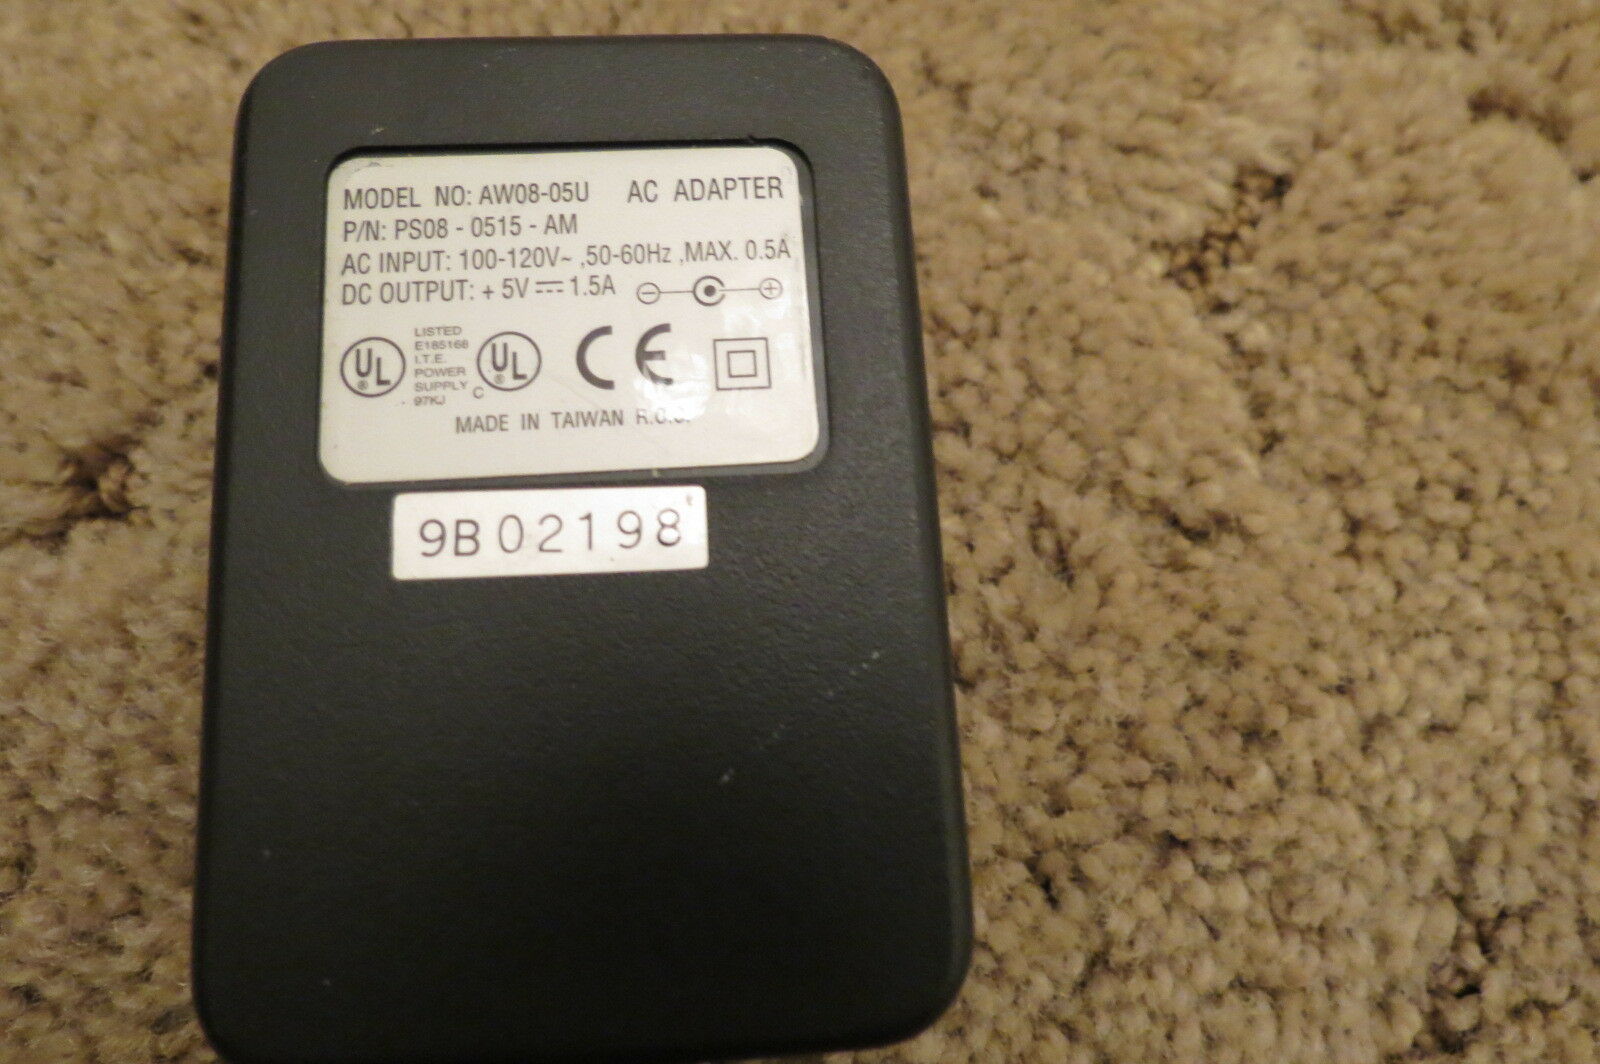 MODEL NO: AW08-05U AC ADAPTER
P/N: PS08 - 0515 - AM
AC INPUT: 100-120V~ ,50-60Hz ,MAX. 0.5A
DC OUTPUT: + 5V⎓1.5A
UL
®
LISTED
E185168
I.T.E.
POWER
SUPPLY
97KJ
C
UL
®
CE
MADE IN TAIWAN R.O.C.
9B02198